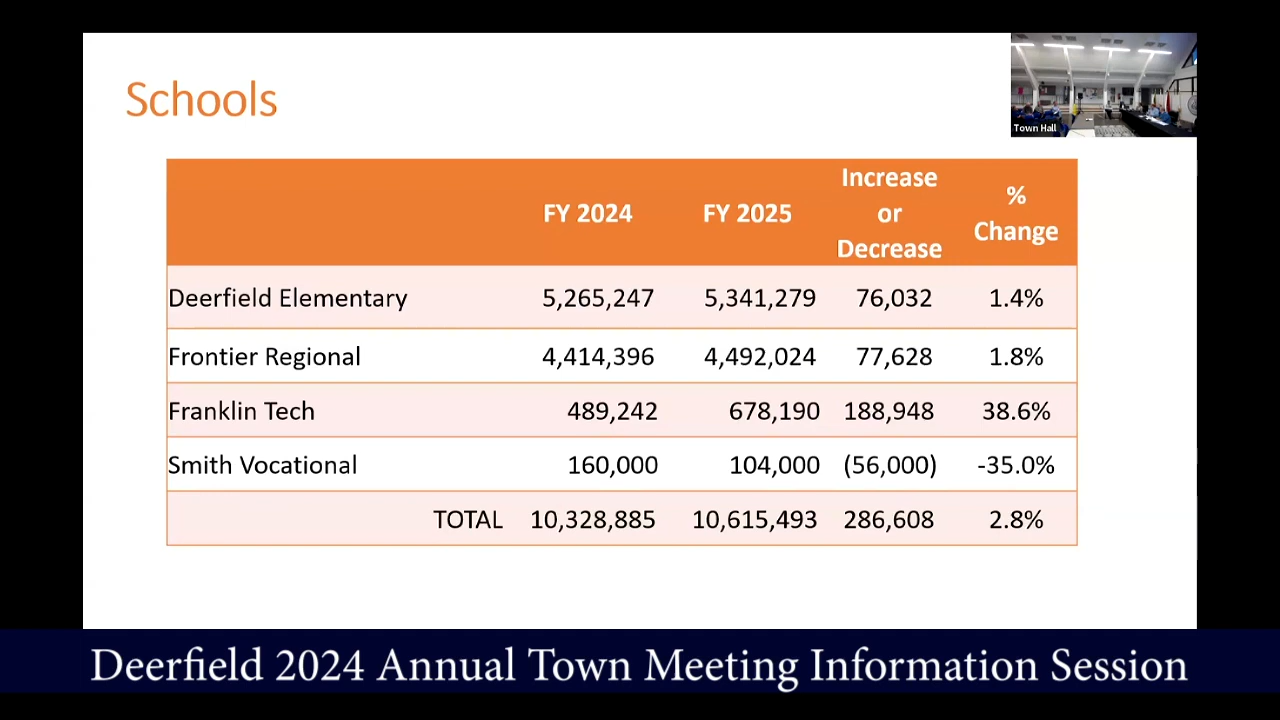 Schools
Town Hall
FY 2024 FY 2025 Increase or Decrease % Change
Deerfield Elementary 5,265,247 5,341,279 76,032 1.4%
Frontier Regional 4,414,396 4,492,024 77,628 1.8%
Franklin Tech 489,242 678,190 188,948 38.6%
Smith Vocational 160,000 104,000 (56,000) -35.0%
TOTAL 10,328,885 10,615,493 286,608 2.8%
Deerfield 2024 Annual Town Meeting Information Session